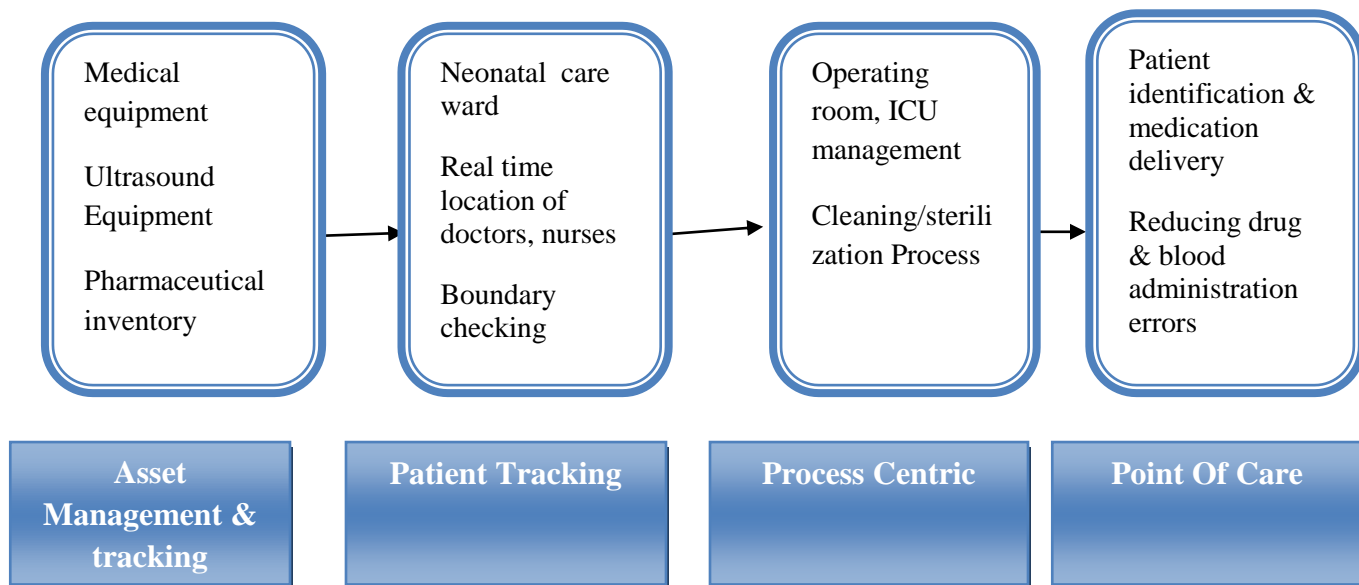 Medical
equipment
Ultrasound
Equipment
Pharmaceutical
inventory
Neonatal care
ward
Real time
location of
doctors, nurses
Boundary
checking
Operating
room, ICU
management
Cleaning/sterili
zation Process
Patient
identification &
medication
delivery
Reducing drug
& blood
administration
errors
Asset
Management &
tracking
Patient Tracking
Process Centric
Point Of Care